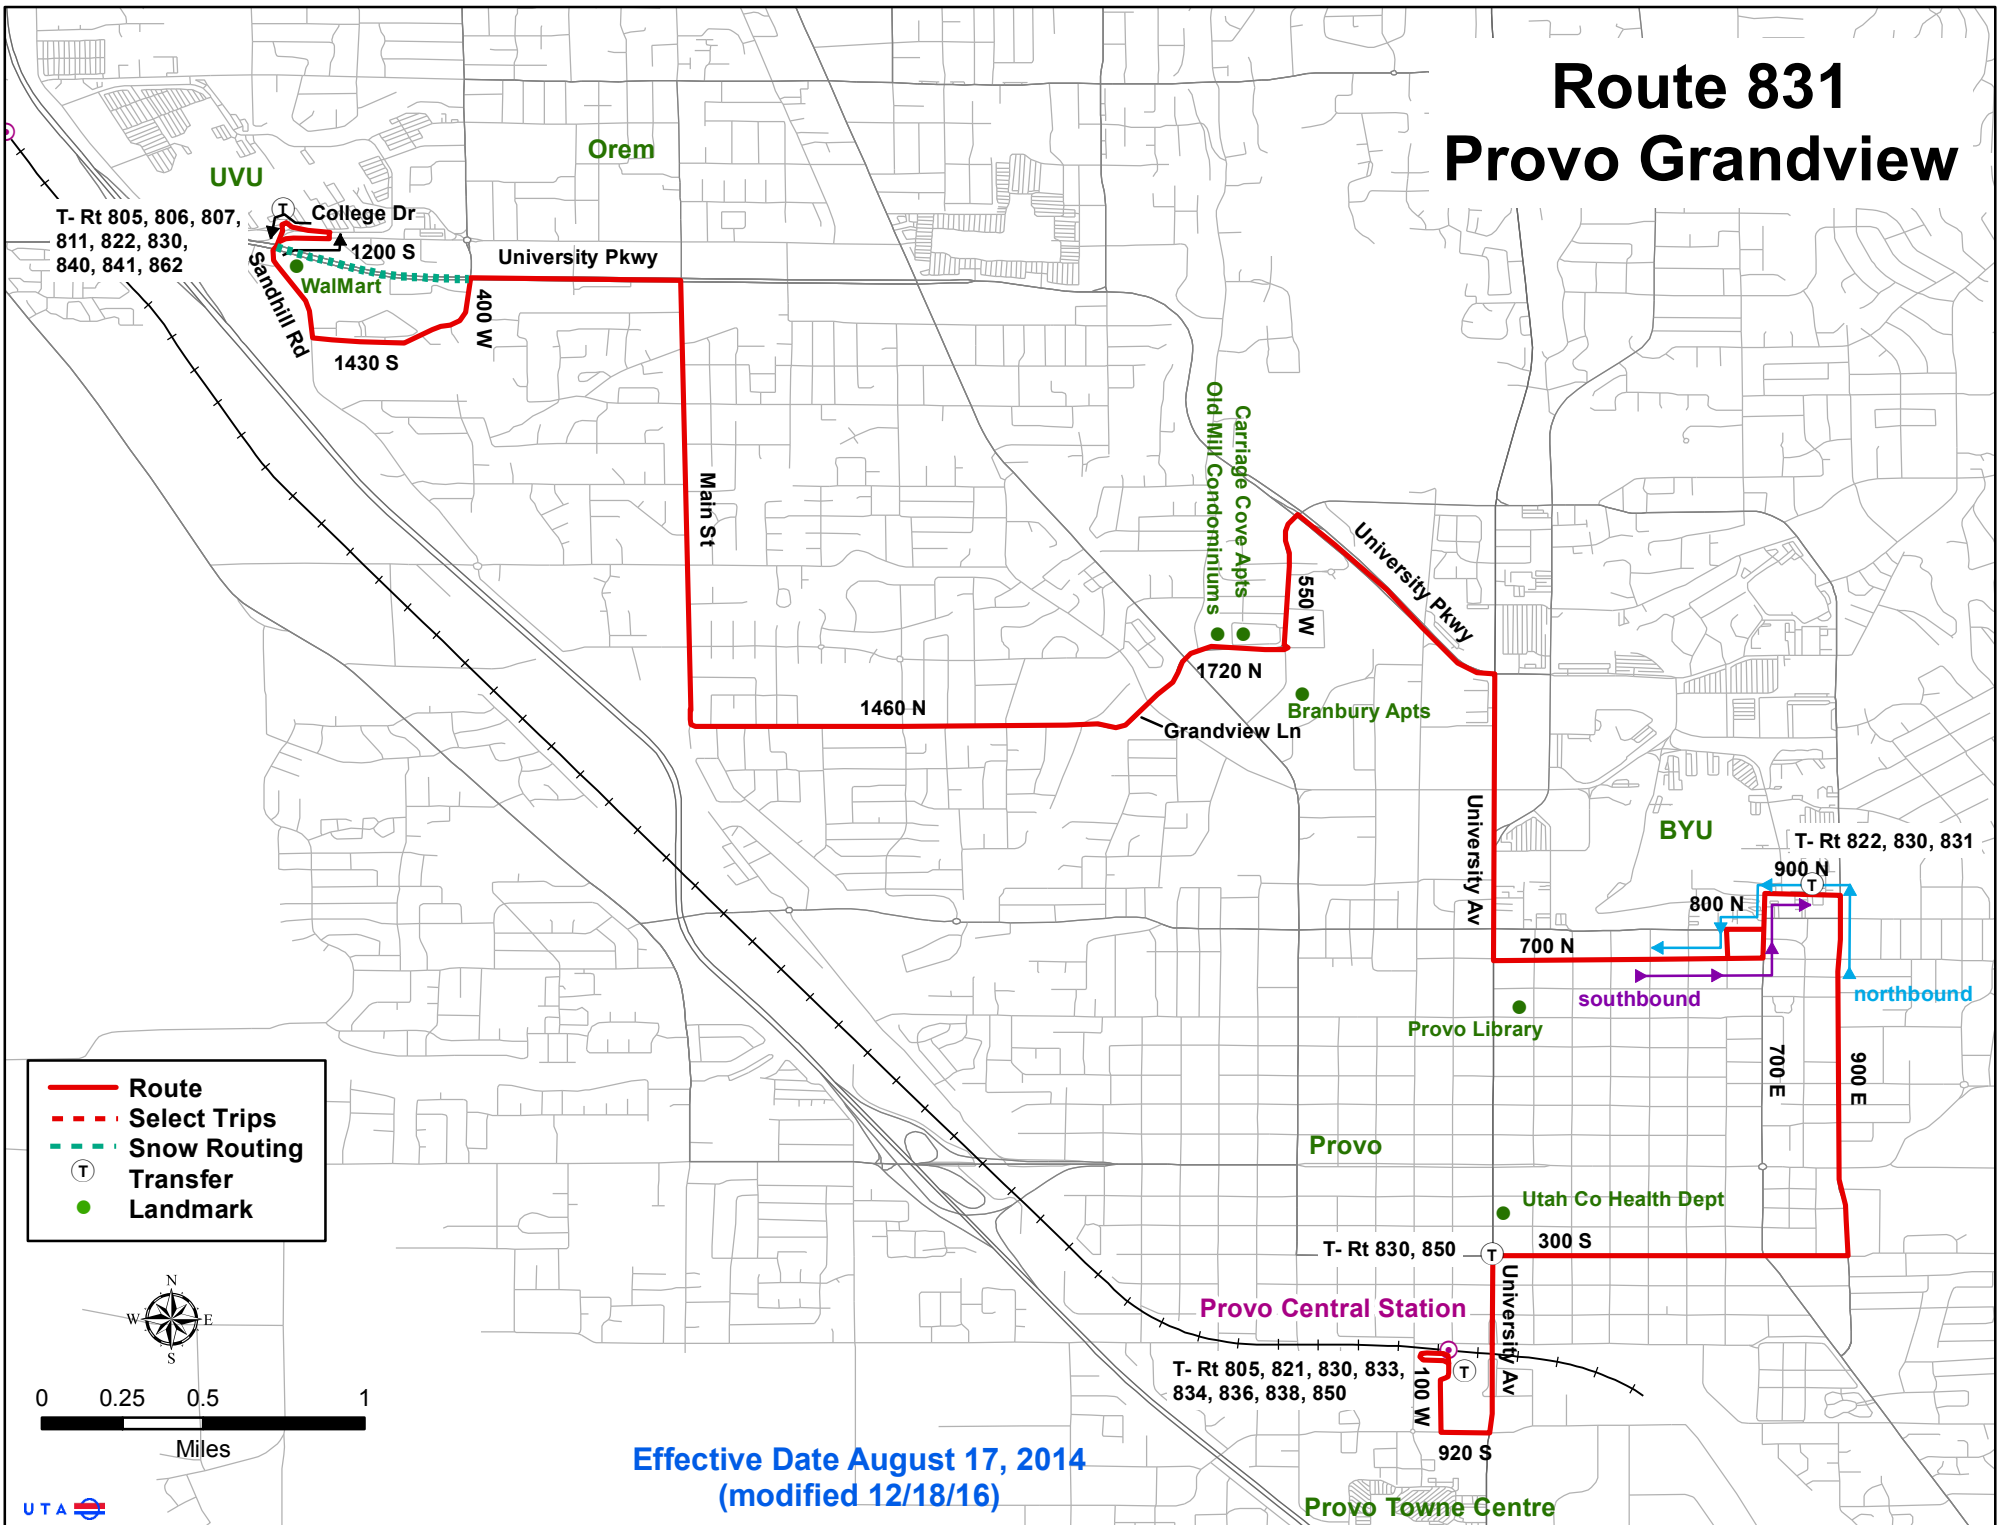 Route 831
Provo Grandview
Orem
UVU
T- Rt 805, 806, 807,
811, 822, 830,
840, 841, 862
T
College Dr
1200 S
University Pkwy
WalMart
Sandhill Rd
400 W
1430 S
Main St
Old Mill Condominiums
Carriage Cove Apts
550 W
University Pkwy
1720 N
1460 N
Grandview Ln
Branbury Apts
University Av
BYU
T- Rt 822, 830, 831
900 N
T
800 N
700 N
southbound
northbound
Provo Library
700 E
900 E
Route
Select Trips
Snow Routing
T
Transfer
Landmark
Provo
Utah Co Health Dept
T- Rt 830, 850
T
300 S
University Av
Provo Central Station
T- Rt 805, 821, 830, 833,
834, 836, 838, 850
T
100 W
920 S
N
W
E
S
0 0.25 0.5 1
Miles
Effective Date August 17, 2014
(modified 12/18/16)
Provo Towne Centre
UTA